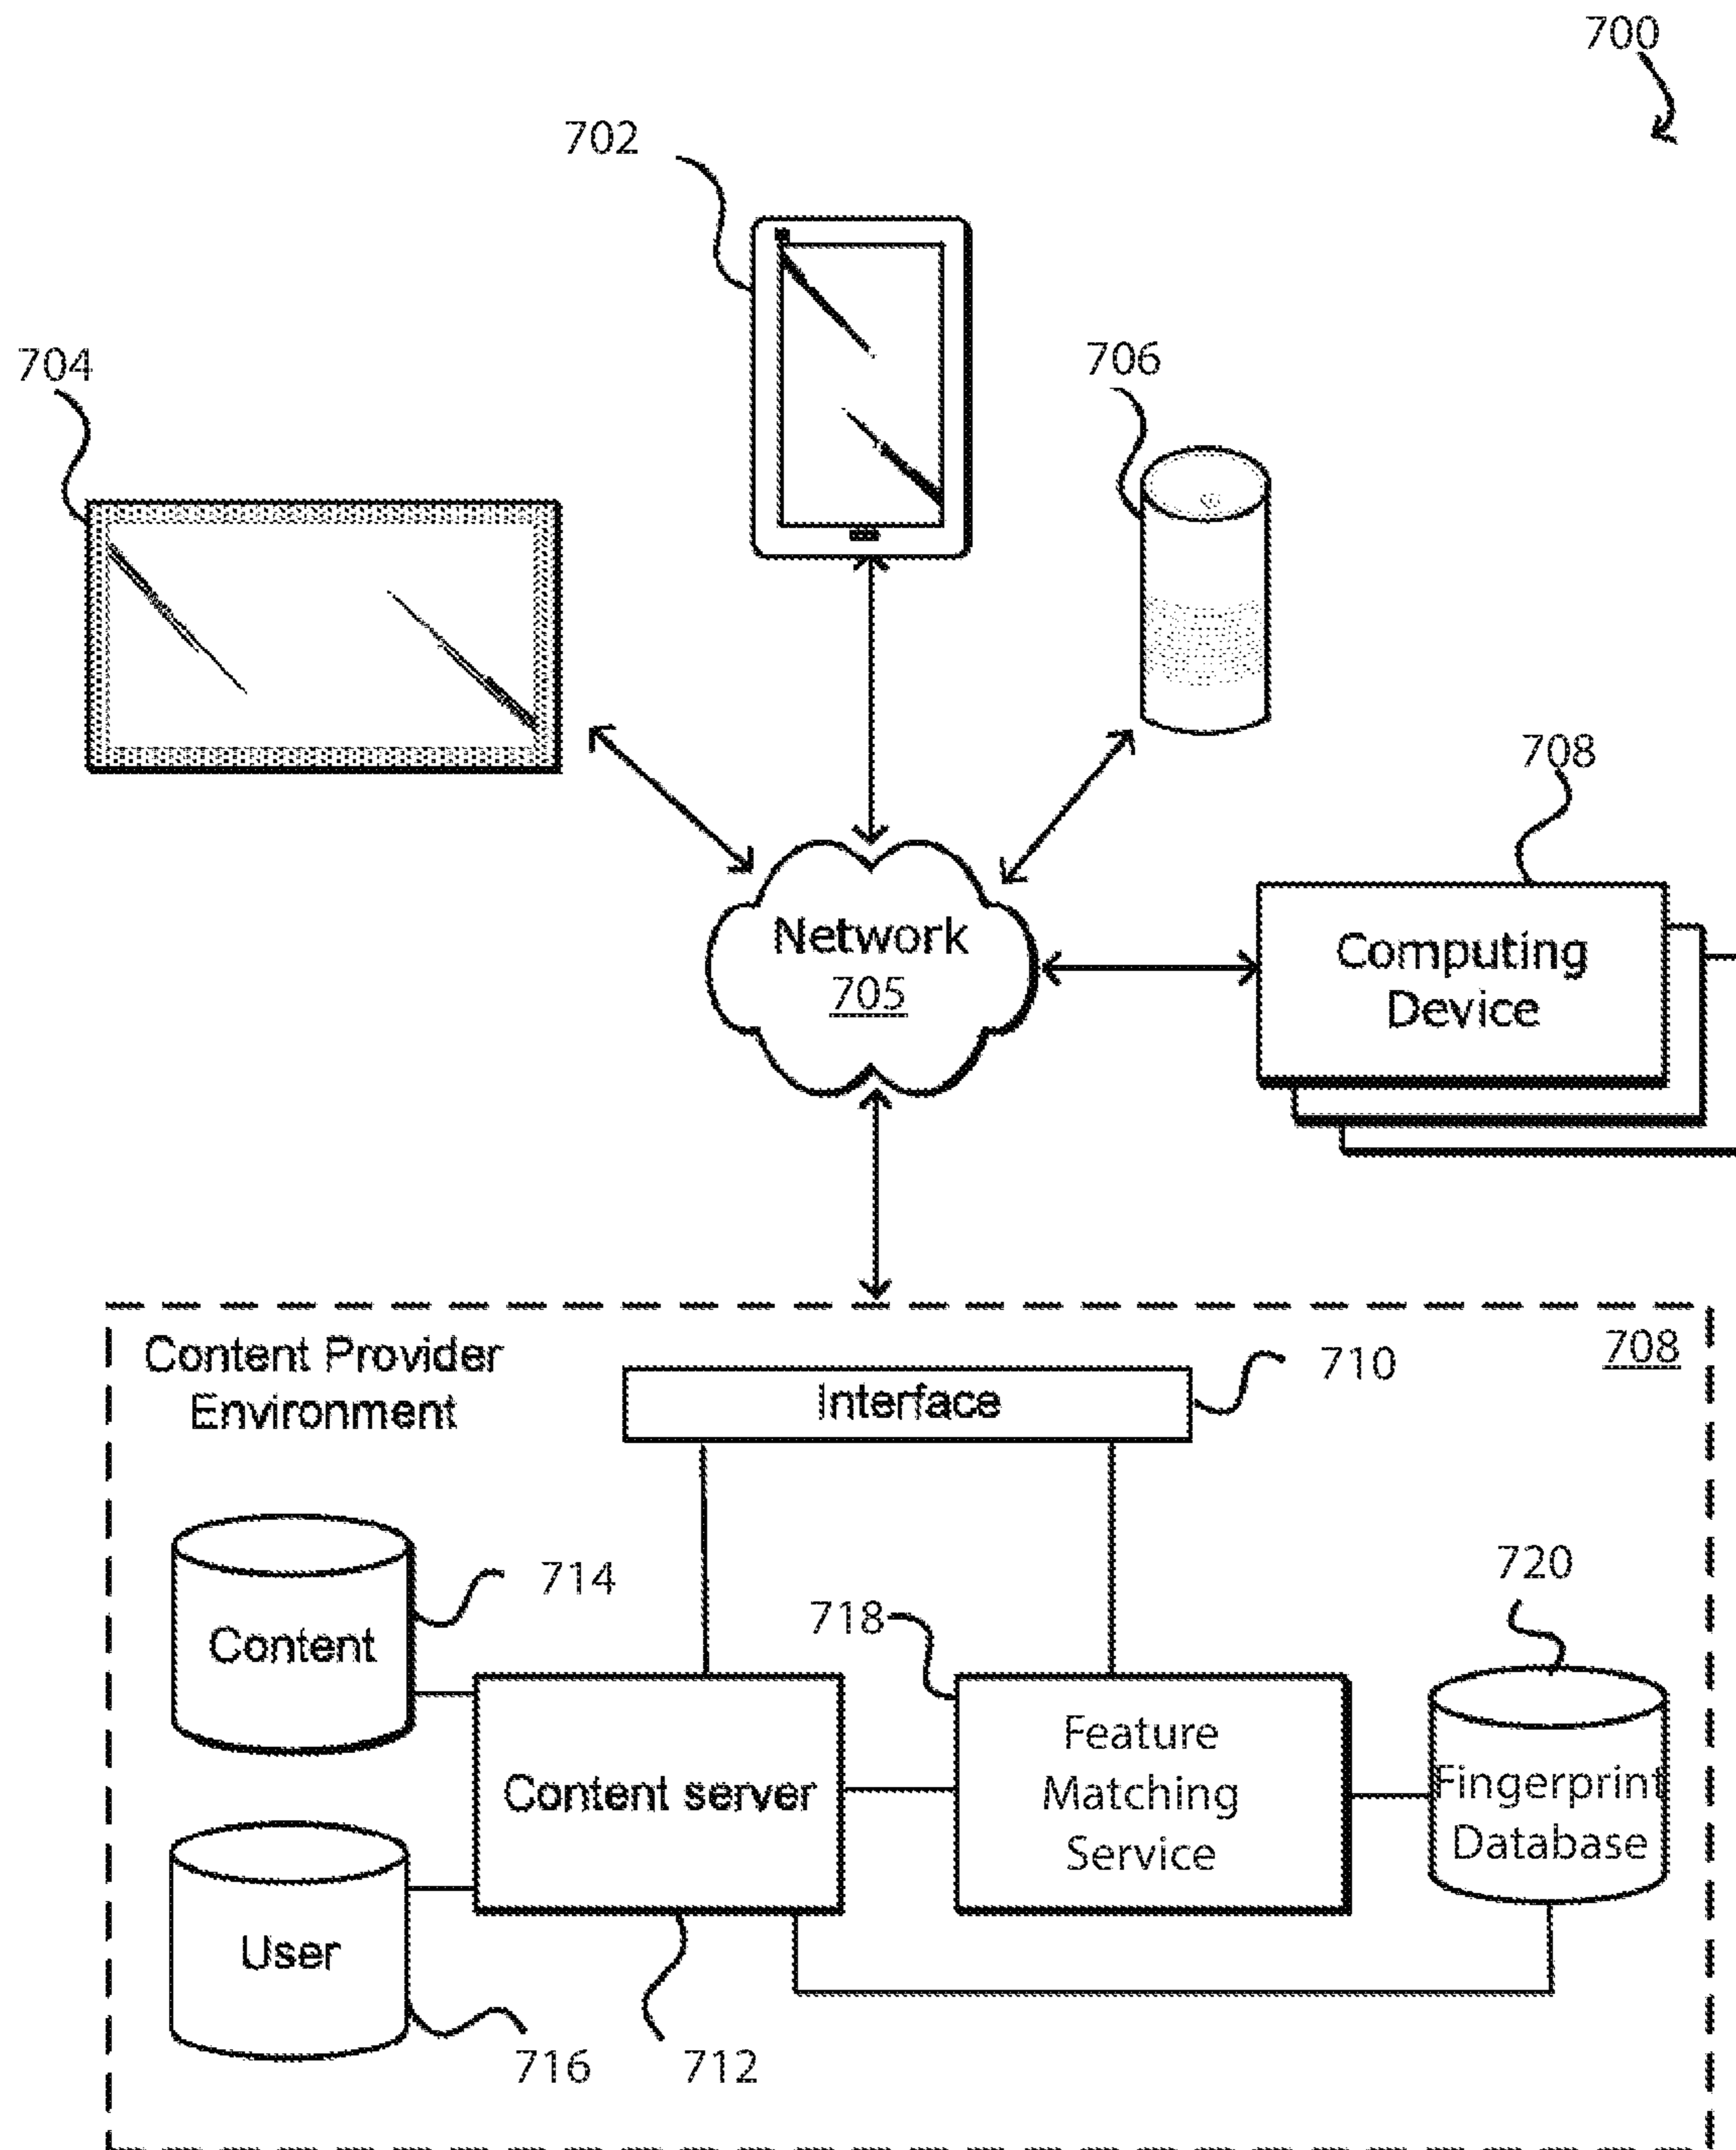 700
702
704
706
708
Network
705
Computing
Device
Content Provider
Environment
708
Interface
710
Content
714
718
720
Content server
Feature
Matching
Service
Fingerprint
Database
User
716
712